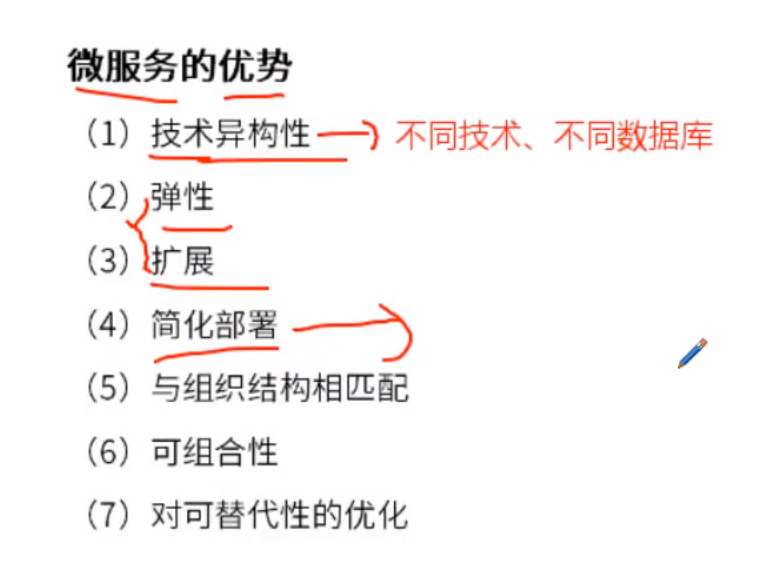 微服务的优势
（1）技术异构性 不同技术、不同数据库
（2）弹性
（3）扩展
（4）简化部署
（5）与组织结构相匹配
（6）可组合性
（7）对可替代性的优化